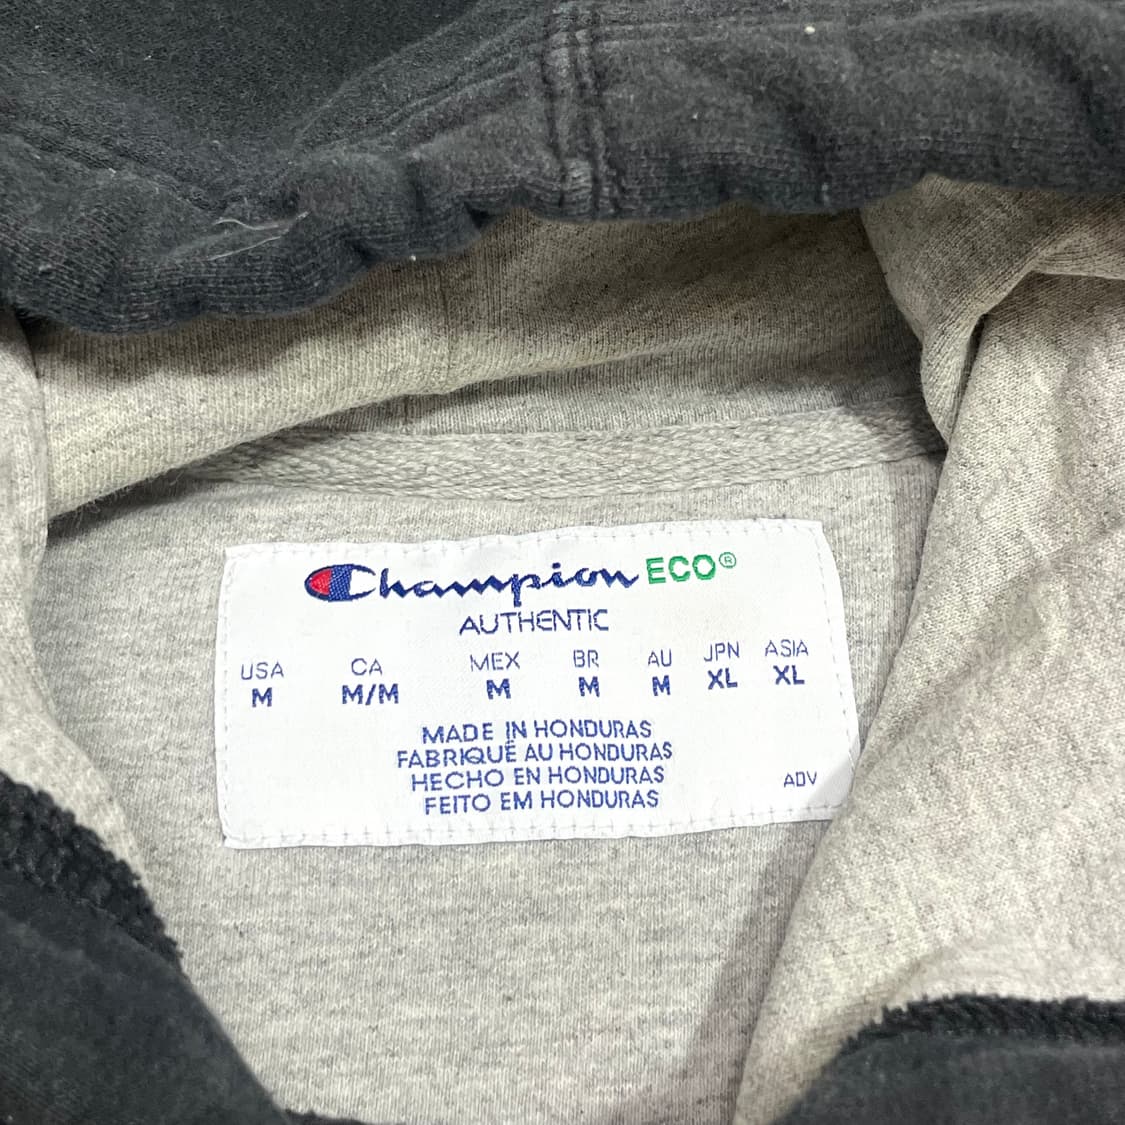 Champion ECO®
AUTHENTIC
USA CA MEX BR AU JPN ASIA
M M/M M M M XL XL
MADE IN HONDURAS
FABRIQUÉ AU HONDURAS
HECHO EN HONDURAS
FEITO EM HONDURAS
ADV